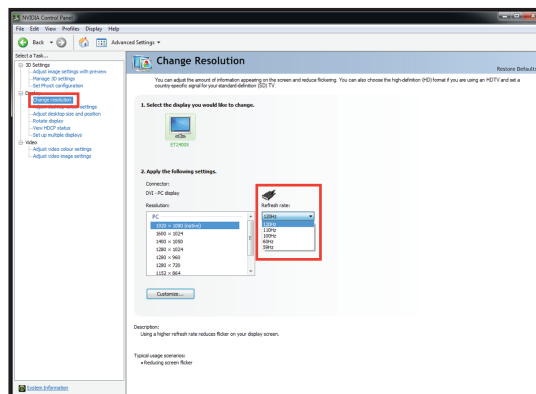 NVIDIA Control Panel
File Edit View Profiles Display Help
Back Advanced Settings
Select a Task...
3D Settings
Adjust image settings with preview
Manage 3D settings
Set PhysX configuration
Display
Change resolution
settings
Adjust desktop size and position
Rotate display
View HDCP status
Set up multiple displays
Video
Adjust video colour settings
Adjust video image settings
System Information
Change Resolution
Restore Defaults
You can adjust the amount of information appearing on the screen and reduce flickering. You can also choose the high-definition (HD) format if you are using an HDTV and set a
country-specific signal for your standard-definition (SD) TV.
1. Select the display you would like to change.
2. Apply the following settings.
Connector:
DVI - PC display
Resolution:
Refresh rate:
PC
1920 × 1080 (native)
1600 × 1024
1400 × 1050
1280 × 1024
1280 × 960
1280 × 720
1152 × 864
120Hz
120Hz
110Hz
100Hz
60Hz
59Hz
Customize...
Description:
Using a higher refresh rate reduces flicker on your display screen.
Typical usage scenarios:
• Reducing screen flicker